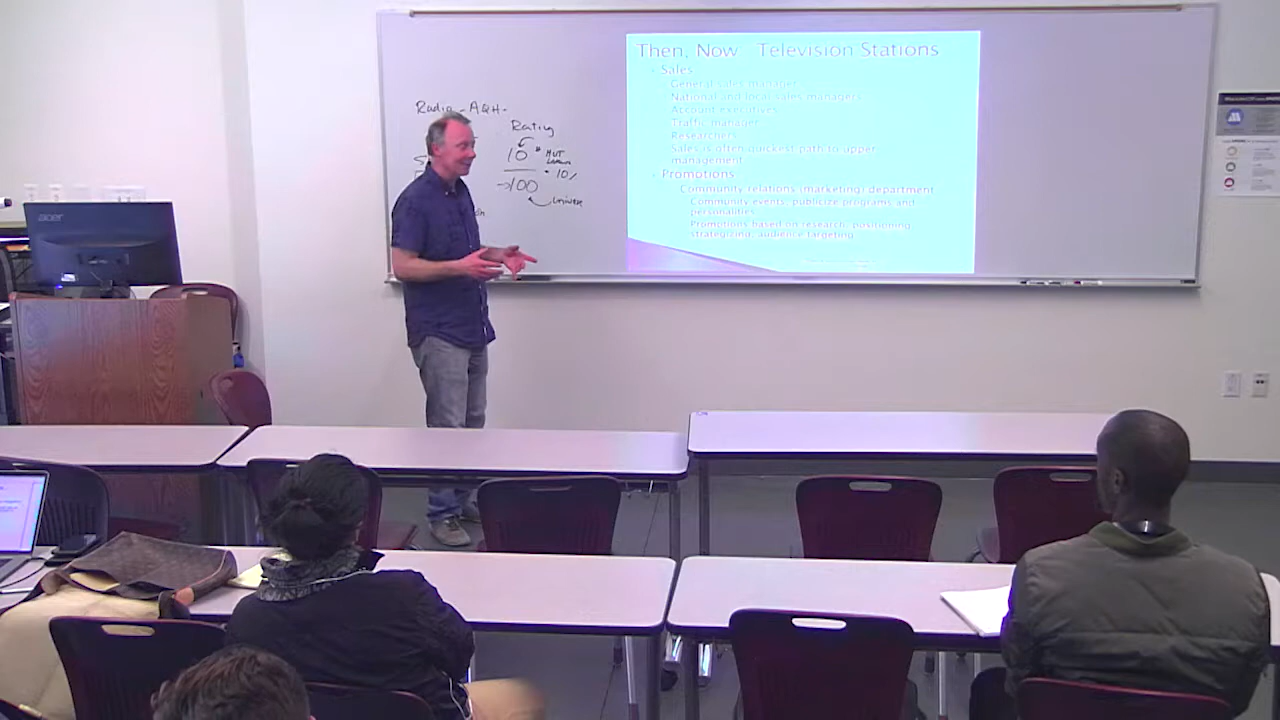 Then, Now Television Stations
Sales
General sales manager
National and local sales managers
Account executives
Traffic manager
Researchers
Sales is often quickest path to upper
management
Promotions
Community relations (marketing) department
Community events, publicize programs and
personalities
Promotions based on research, positioning,
strategizing, audience targeting
Radio - AQH -
Rating
10
HUT
10%
100
acer